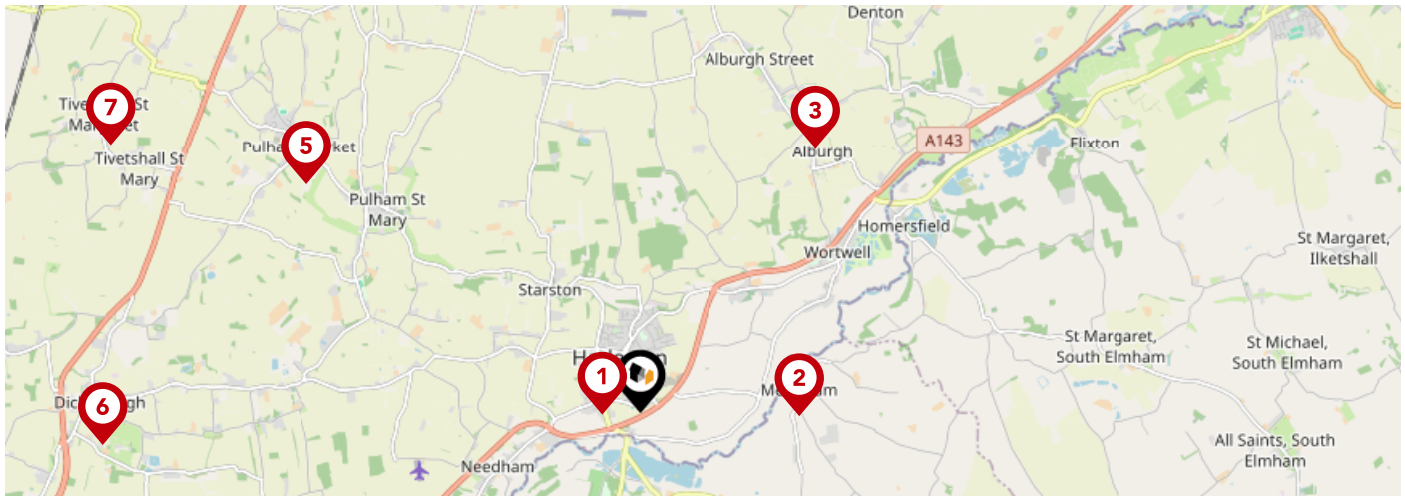 Denton
Alburgh Street
7
St
3
A143
Alburgh
Flixton
5
Tivetshall St
Mary
Pulham St
Mary
Homersfield
Wortwell
St Margaret,
Ilketshall
Starston
St Margaret,
South Elmham
St Michael,
South Elmham
1
2
6
Needham
All Saints, South
Elmham